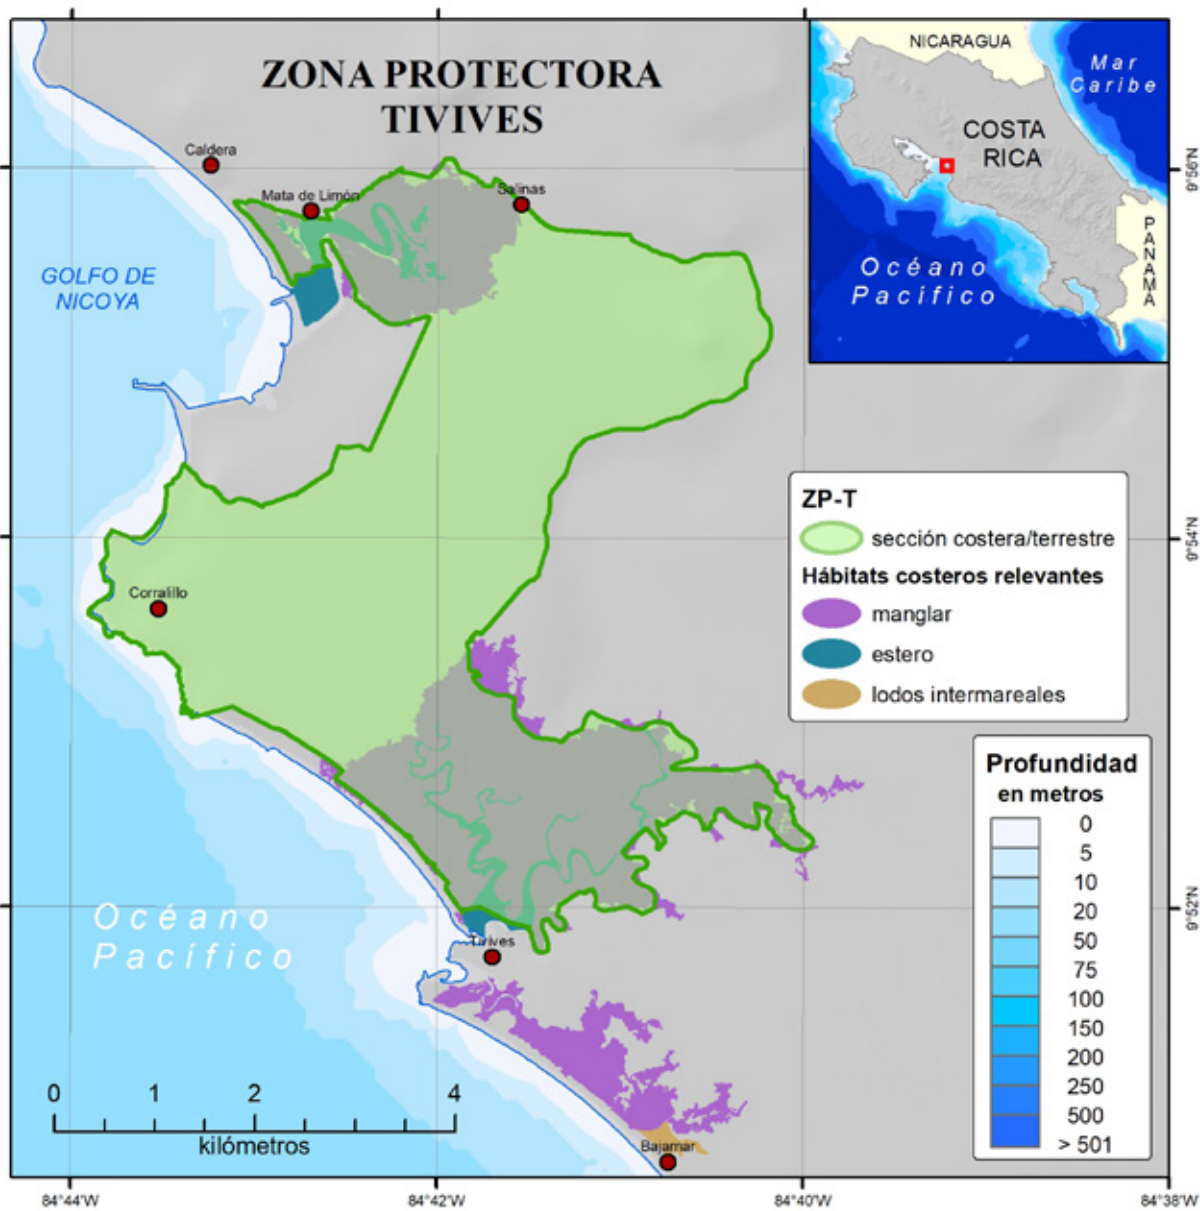 ZONA PROTECTORA
TIVIVES
NICARAGUA
Mar
Caribe
COSTA
RICA
PANAMÁ
Océano
Pacífico
Caldera
Mata de Limón
Salinas
9°56'N
GOLFO DE
NICOYA
ZP-T
sección costera/terrestre
Hábitats costeros relevantes
manglar
estero
lodos intermareales
9°54'N
Corralillo
Profundidad
en metros
0
5
10
20
50
75
100
150
200
250
500
> 501
9°52'N
Océano
Pacífico
Tivives
0 1 2 4
kilómetros
Bajamar
84°44'W 84°42'W 84°40'W 84°38'W